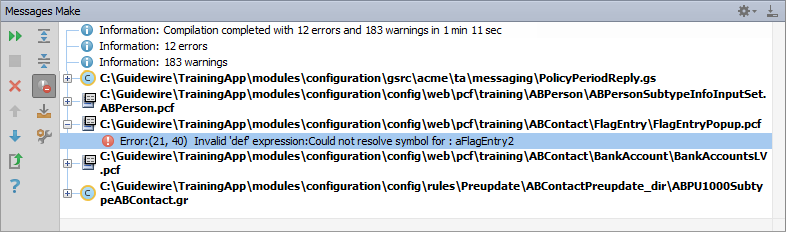 Messages Make
Information: Compilation completed with 12 errors and 183 warnings in 1 min 11 sec
Information: 12 errors
Information: 183 warnings
C:\Guidewire\TrainingApp\modules\configuration\gsrc\acme\ta\messaging\PolicyPeriodReply.gs
C:\Guidewire\TrainingApp\modules\configuration\config\web\pcf\training\ABPerson\ABPersonSubtypeInfoInputSet.
ABPerson.pcf
C:\Guidewire\TrainingApp\modules\configuration\config\web\pcf\training\ABContact\FlagEntry\FlagEntryPopup.pcf
Error:(21, 40) Invalid 'def' expression:Could not resolve symbol for : aFlagEntry2
C:\Guidewire\TrainingApp\modules\configuration\config\web\pcf\training\ABContact\BankAccount\BankAccountsLV
.pcf
C:\Guidewire\TrainingApp\modules\configuration\config\rules\Preupdate\ABContactPreupdate_dir\ABPU1000Subty
peABContact.gr